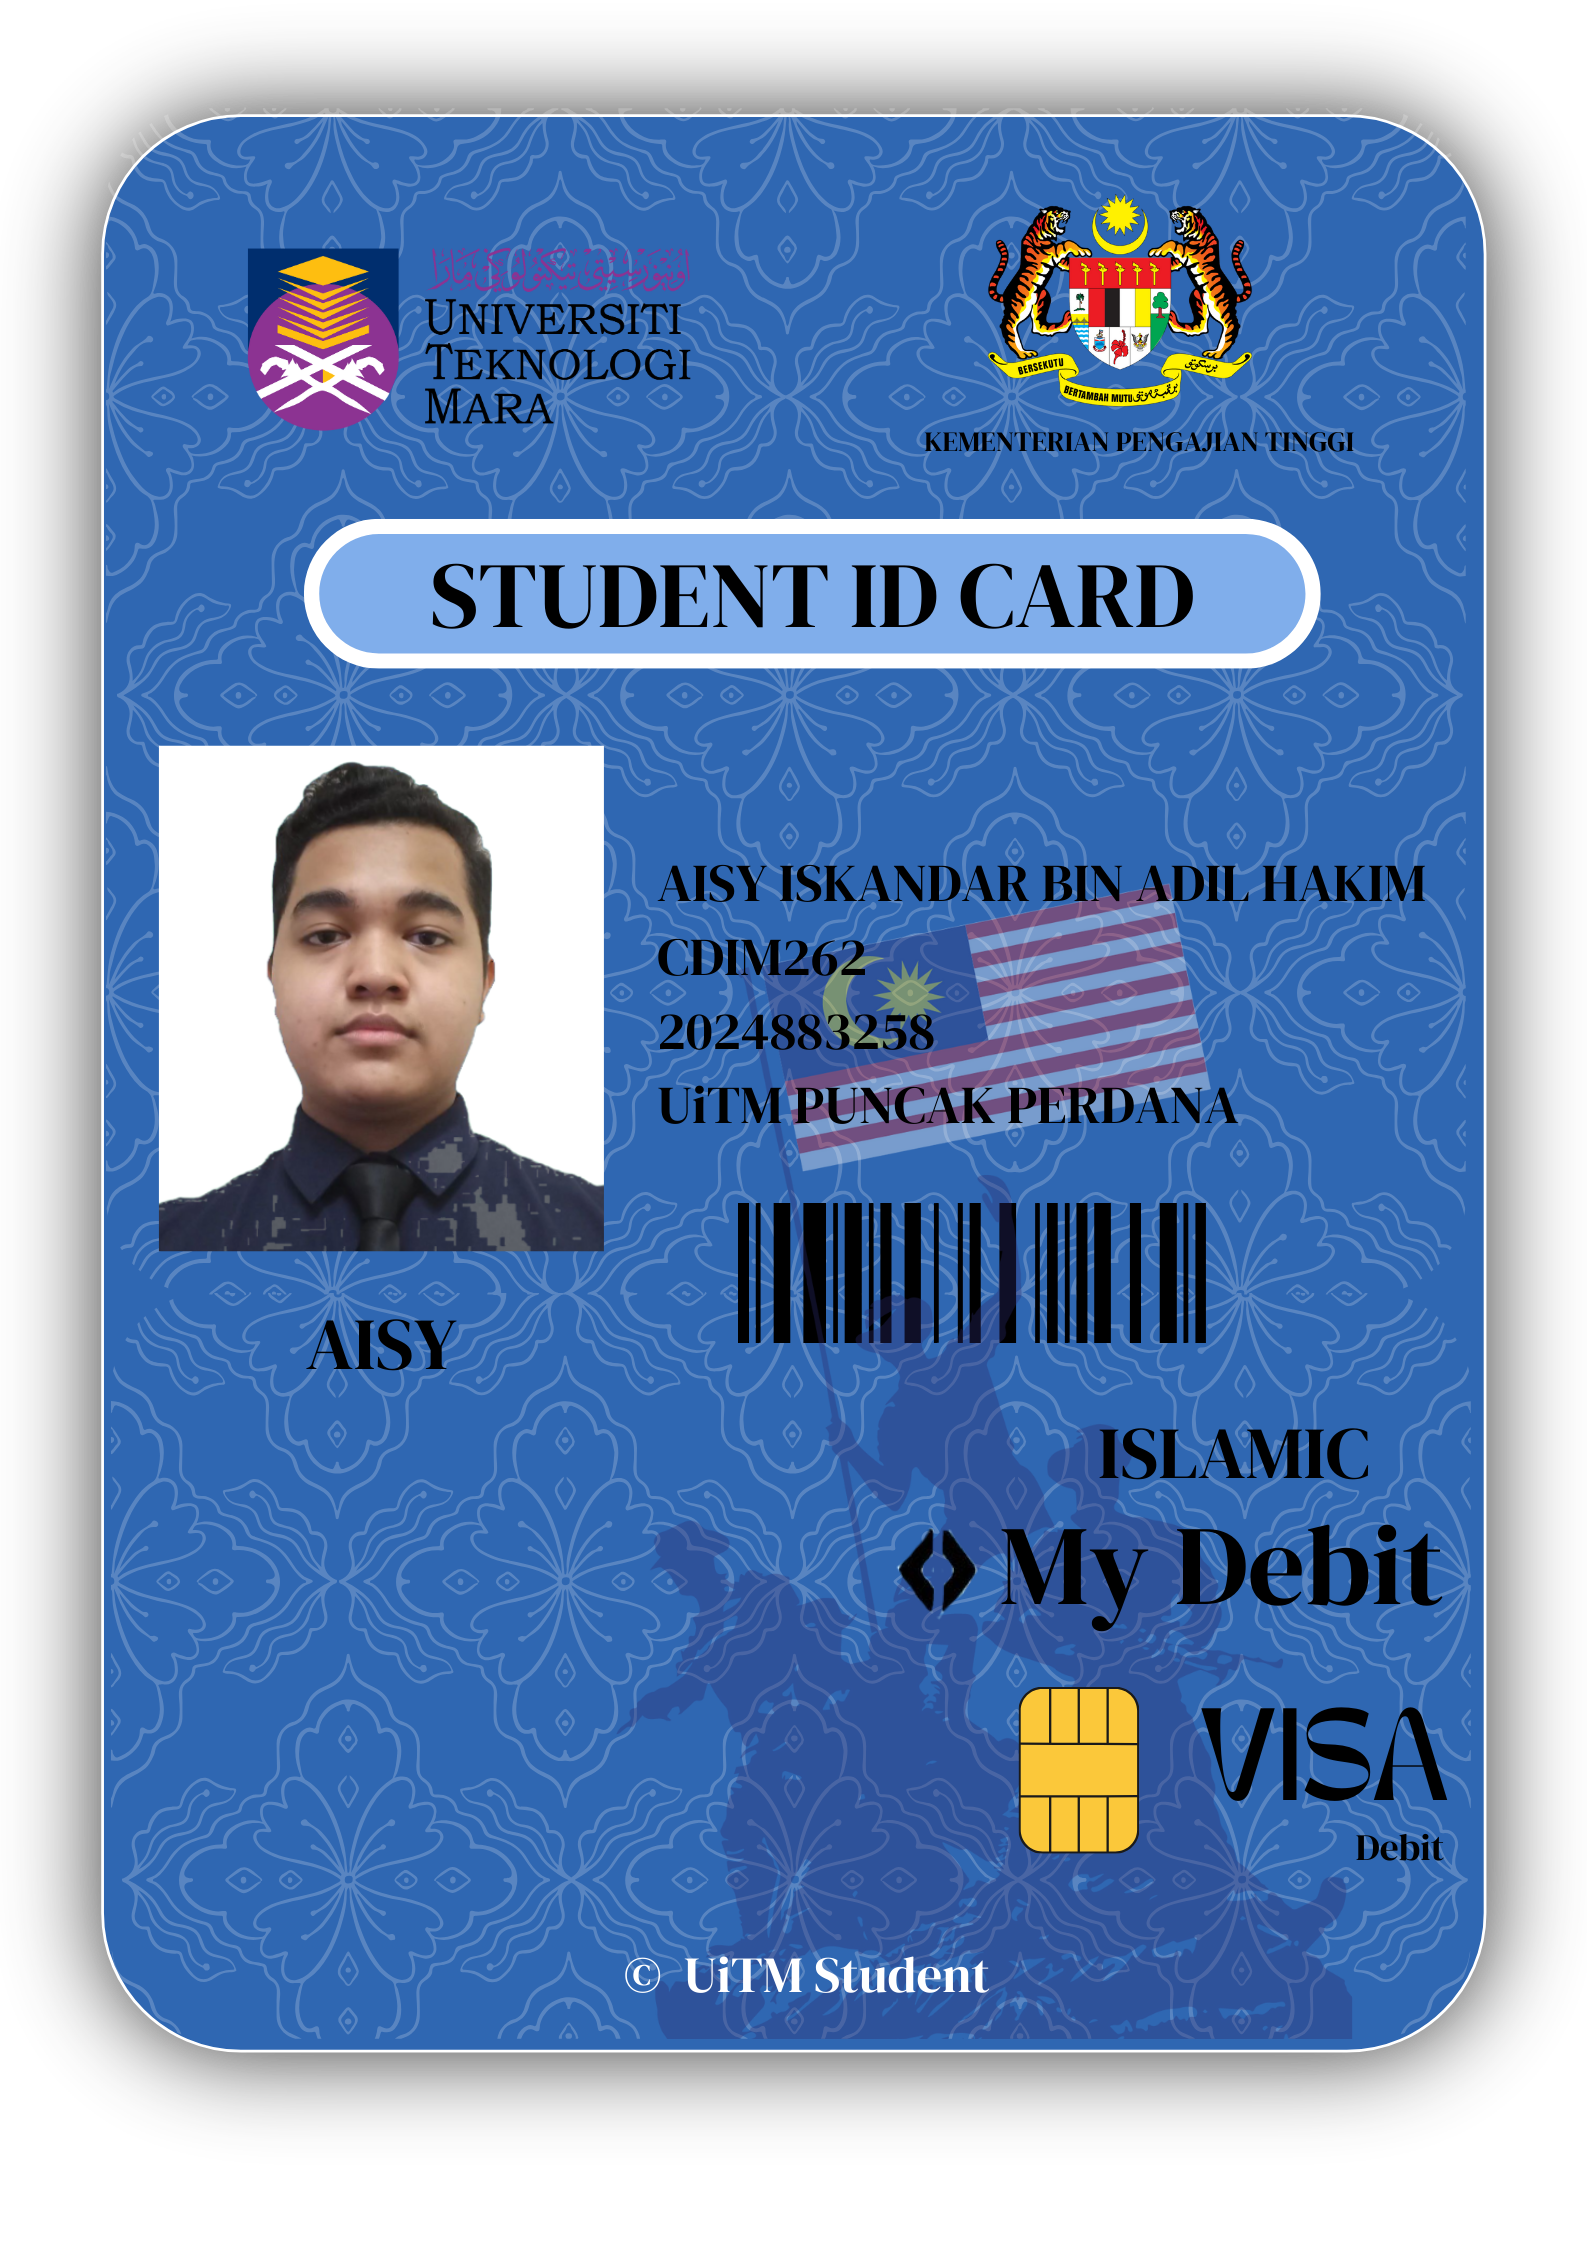 اونيۏرسيتي تيكنولوݢي مارا
UNIVERSITI
TEKNOLOGI
MARA
BERSEKUTU
BERTAMBAH MUTU
KEMENTERIAN PENGAJIAN TINGGI
STUDENT ID CARD
AISY ISKANDAR BIN ADIL HAKIM
CDIM262
2024883258
UiTM PUNCAK PERDANA
AISY
ISLAMIC
My Debit
VISA
Debit
© UiTM Student